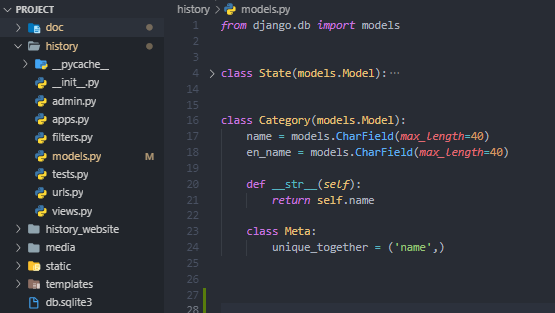 PROJECT
doc
history
__pycache__
__init__.py
admin.py
apps.py
filters.py
models.py M
tests.py
urls.py
views.py
history_website
media
static
templates
db.sqlite3
history > models.py
1 from django.db import models
2
3
4 class State(models.Model):···
14
15
16 class Category(models.Model):
17 name = models.CharField(max_length=40)
18 en_name = models.CharField(max_length=40)
19
20 def __str__(self):
21 return self.name
22
23 class Meta:
24 unique_together = ('name',)
25
26
27
28